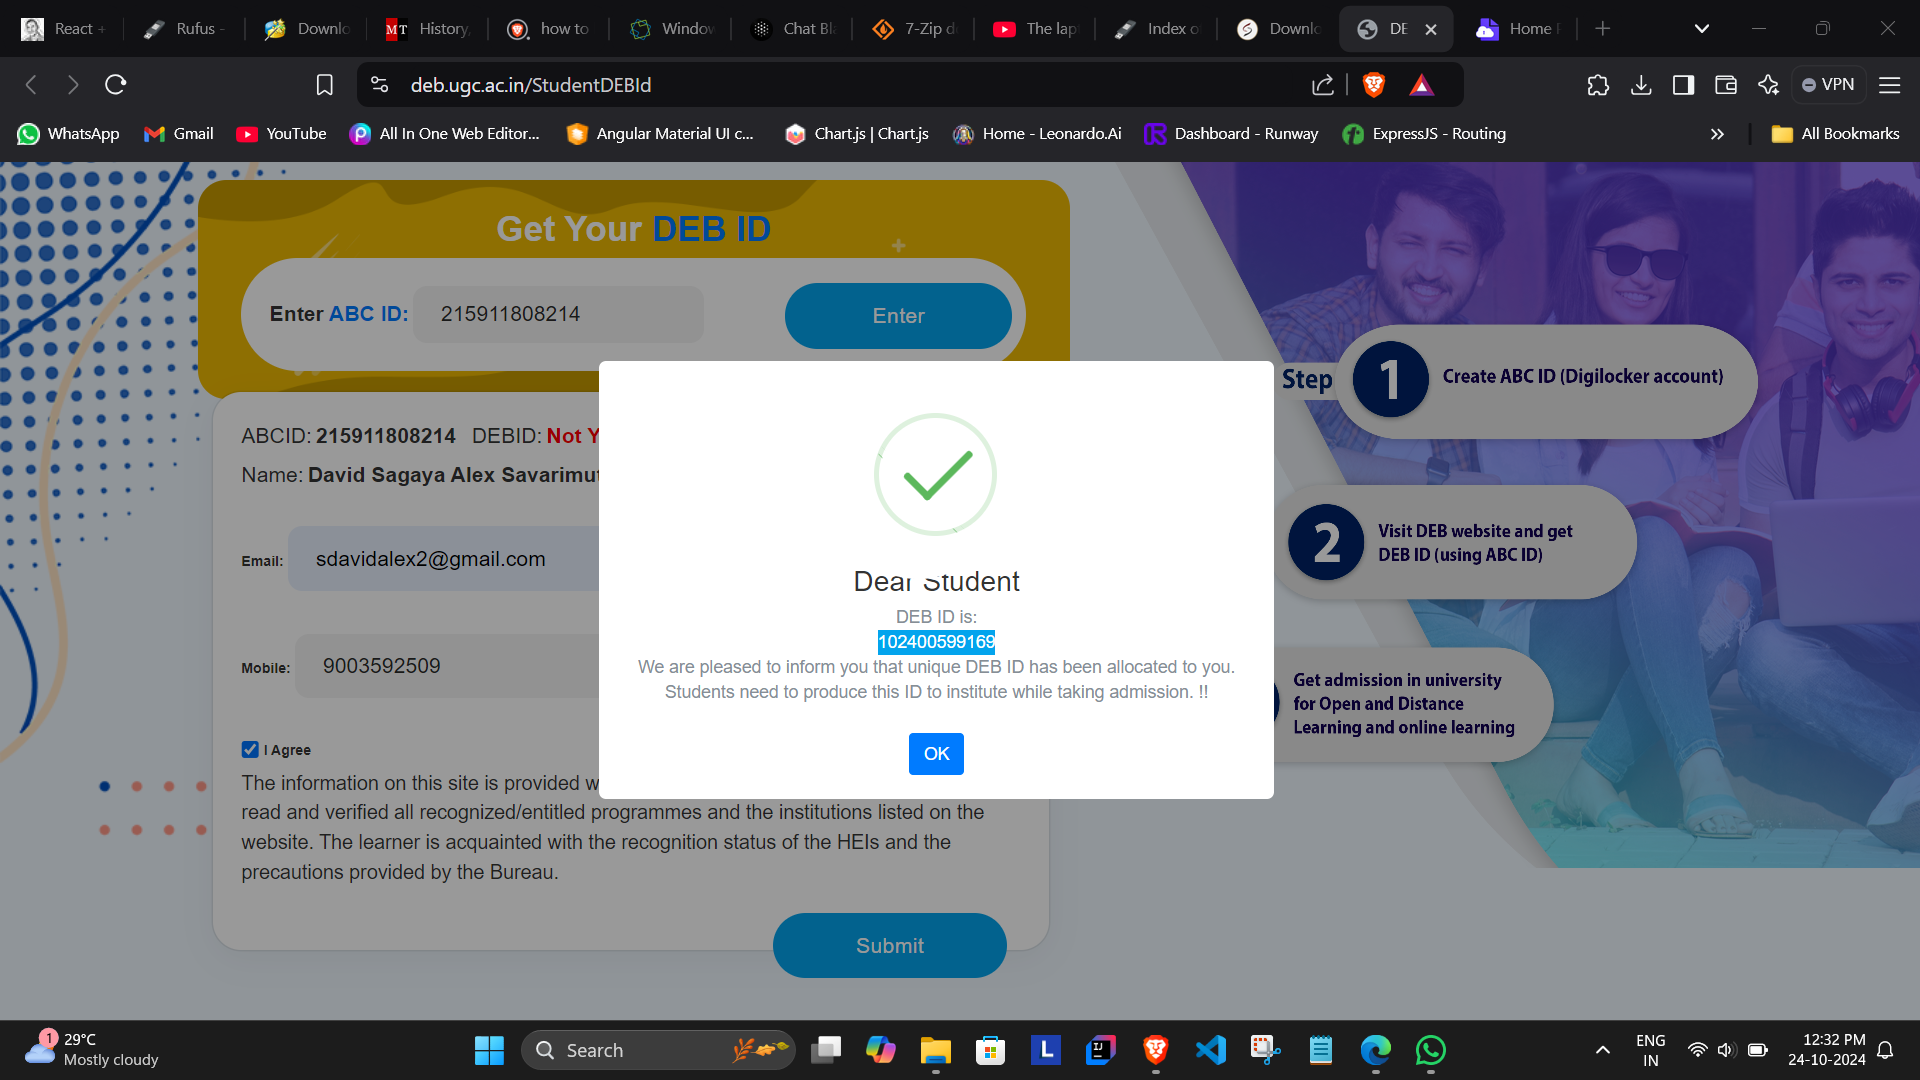 React +
Rufus -
Downlo
MT History,
how to
Window
Chat Bla
7-Zip do
The lap
Index o
Downlo
DE
Home P
deb.ugc.ac.in/StudentDEBId
VPN
WhatsApp
Gmail
YouTube
All In One Web Editor...
Angular Material UI c...
Chart.js | Chart.js
Home - Leonardo.Ai
Dashboard - Runway
ExpressJS - Routing
All Bookmarks
Get Your DEB ID
Enter ABC ID: 215911808214
Enter
ABCID: 215911808214 DEBID: Not Y
Name: David Sagaya Alex Savarimut
Email: sdavidalex2@gmail.com
Mobile: 9003592509
I Agree
The information on this site is provided w
read and verified all recognized/entitled programmes and the institutions listed on the
website. The learner is acquainted with the recognition status of the HEIs and the
precautions provided by the Bureau.
Submit
Dear Student
DEB ID is:
102400599169
We are pleased to inform you that unique DEB ID has been allocated to you.
Students need to produce this ID to institute while taking admission. !!
OK
Step 1 Create ABC ID (Digilocker account)
2 Visit DEB website and get
DEB ID (using ABC ID)
Get admission in university
for Open and Distance
Learning and online learning
1
29°C
Mostly cloudy
Search
L
IJ
ENG
IN
12:32 PM
24-10-2024